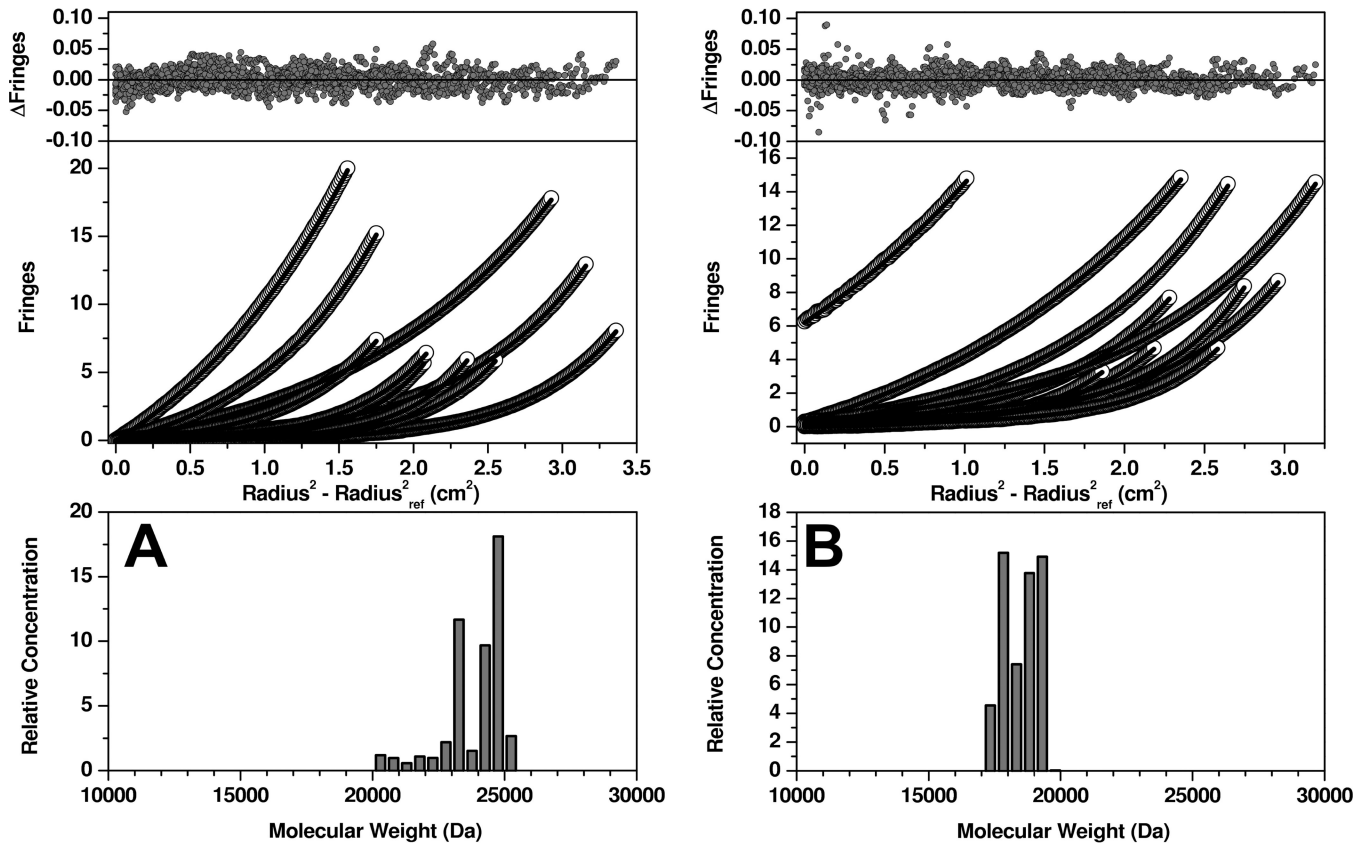 0.10
0.05
0.00
-0.05
-0.10
ΔFringes
20
15
10
5
0
Fringes
0.0 0.5 1.0 1.5 2.0 2.5 3.0 3.5
Radius² - Radius²ref (cm²)
20
15
10
5
0
Relative Concentration
A
10000 15000 20000 25000 30000
Molecular Weight (Da)
0.10
0.05
0.00
-0.05
-0.10
ΔFringes
16
14
12
10
8
6
4
2
0
Fringes
0.0 0.5 1.0 1.5 2.0 2.5 3.0
Radius² - Radius²ref (cm²)
18
16
14
12
10
8
6
4
2
0
Relative Concentration
B
10000 15000 20000 25000 30000
Molecular Weight (Da)